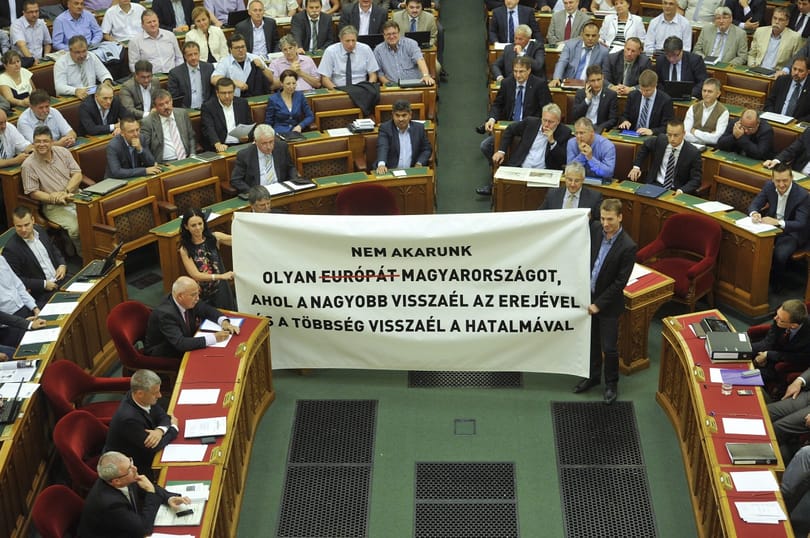 NEM AKARUNK
OLYAN EURÓPÁT MAGYARORSZÁGOT,
AHOL A NAGYOBB VISSZAÉL AZ EREJÉVEL
ÉS A TÖBBSÉG VISSZAÉL A HATALMÁVAL